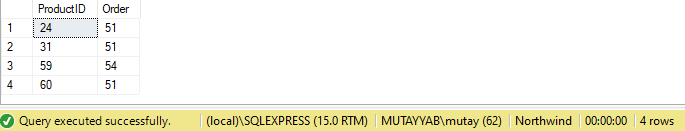 ProductID Order
1 24 51
2 31 51
3 59 54
4 60 51
Query executed successfully. (local)\SQLEXPRESS (15.0 RTM) MUTAYYAB\mutay (62) Northwind 00:00:00 4 rows